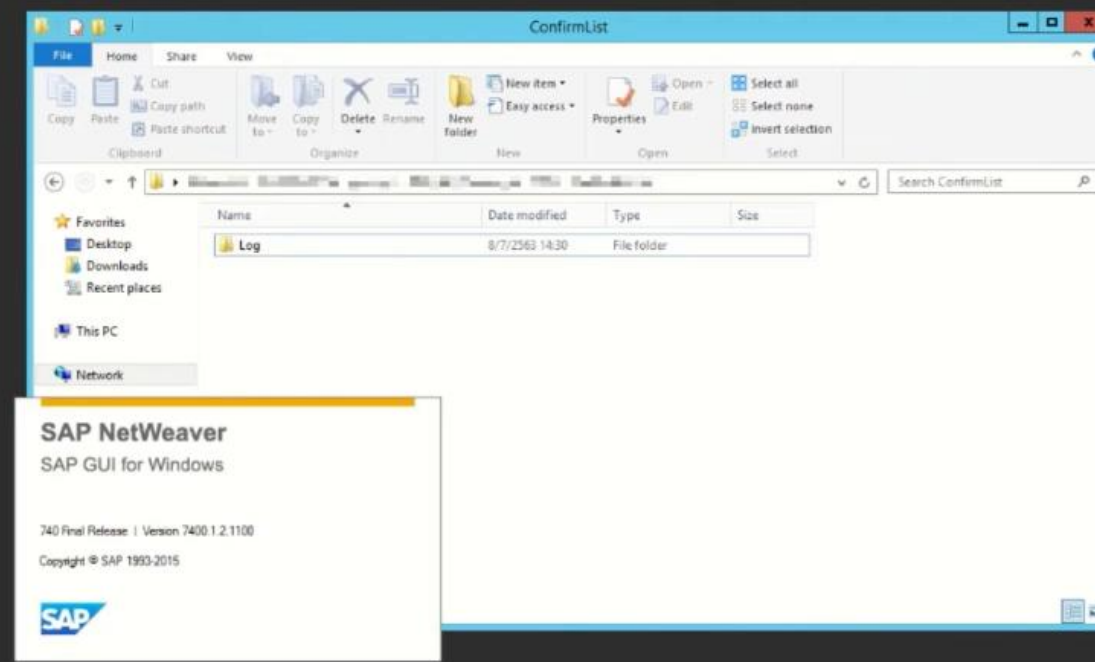 ConfirmList
File Home Share View
Copy Paste Cut Copy path Paste shortcut
Move to Copy to Delete Rename
New folder New item Easy access
Properties Open Edit
Select all Select none Invert selection
Clipboard Organize New Open Select
Search ConfirmList
Favorites
Desktop
Downloads
Recent places
This PC
Network
Name Date modified Type Size
Log 8/7/2563 14:30 File folder
SAP NetWeaver
SAP GUI for Windows
740 Final Release | Version 7400.1.2.1100
Copyright © SAP 1993-2015
SAP